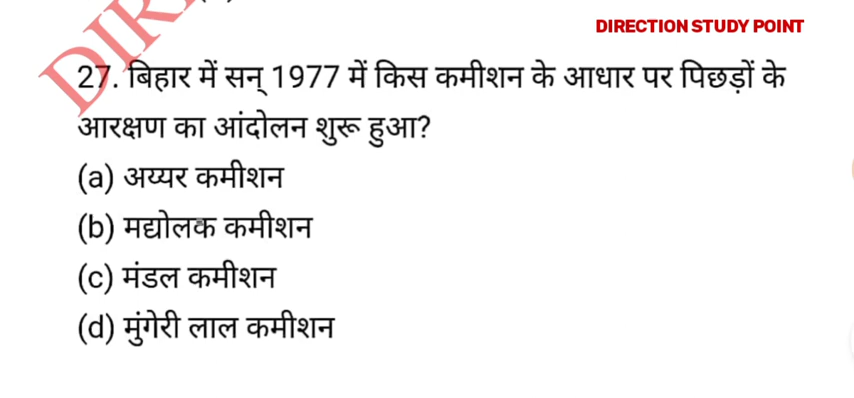 DIRECTION STUDY POINT
27. बिहार में सन् 1977 में किस कमीशन के आधार पर पिछड़ों के
आरक्षण का आंदोलन शुरू हुआ?
(a) अय्यर कमीशन
(b) मद्योलक कमीशन
(c) मंडल कमीशन
(d) मुंगेरी लाल कमीशन